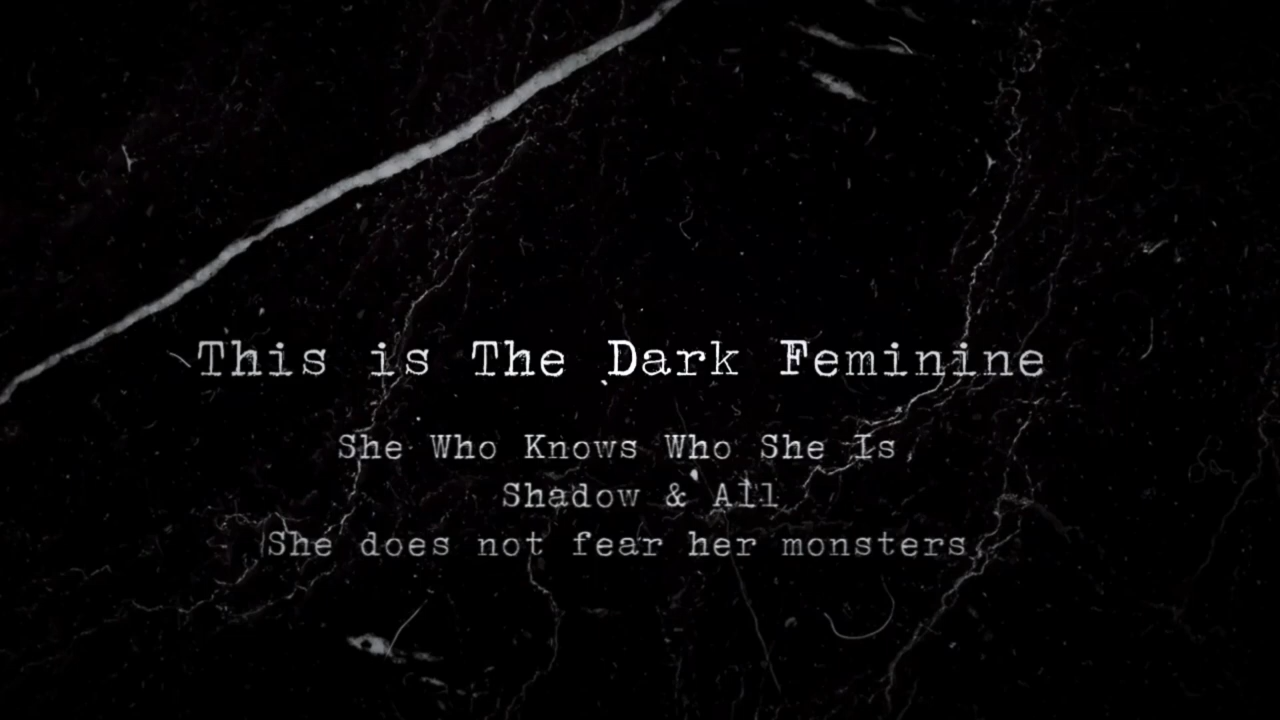 This is The Dark Feminine
She Who Knows Who She Is
Shadow & All
She does not fear her monsters